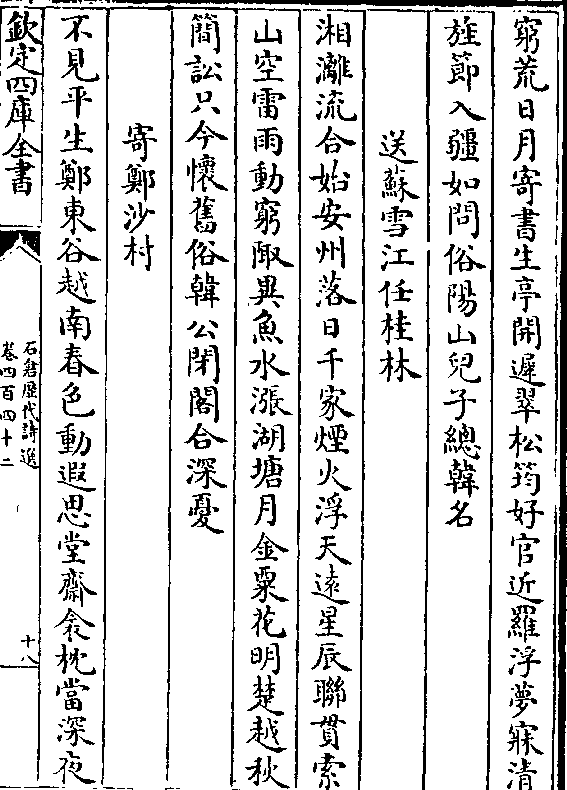 窮荒日月寄書生亭開遲翠松筠好官近羅浮夢寐清
旌節入疆如問俗陽山兒子總韓名
送蘇雪江任桂林
湘灕流合始安州落日千家煙火浮天遠星辰聯貫索
山空雷雨動窮陬異魚水漲湖塘月金粟花明楚越秋
簡訟只今懷舊俗韓公閉閣合深憂
寄鄭沙村
不見平生鄭東谷越南春色動遐思堂齋衾枕當深夜
欽定四庫全書
石倉歷代詩選
卷四百四十二
十八